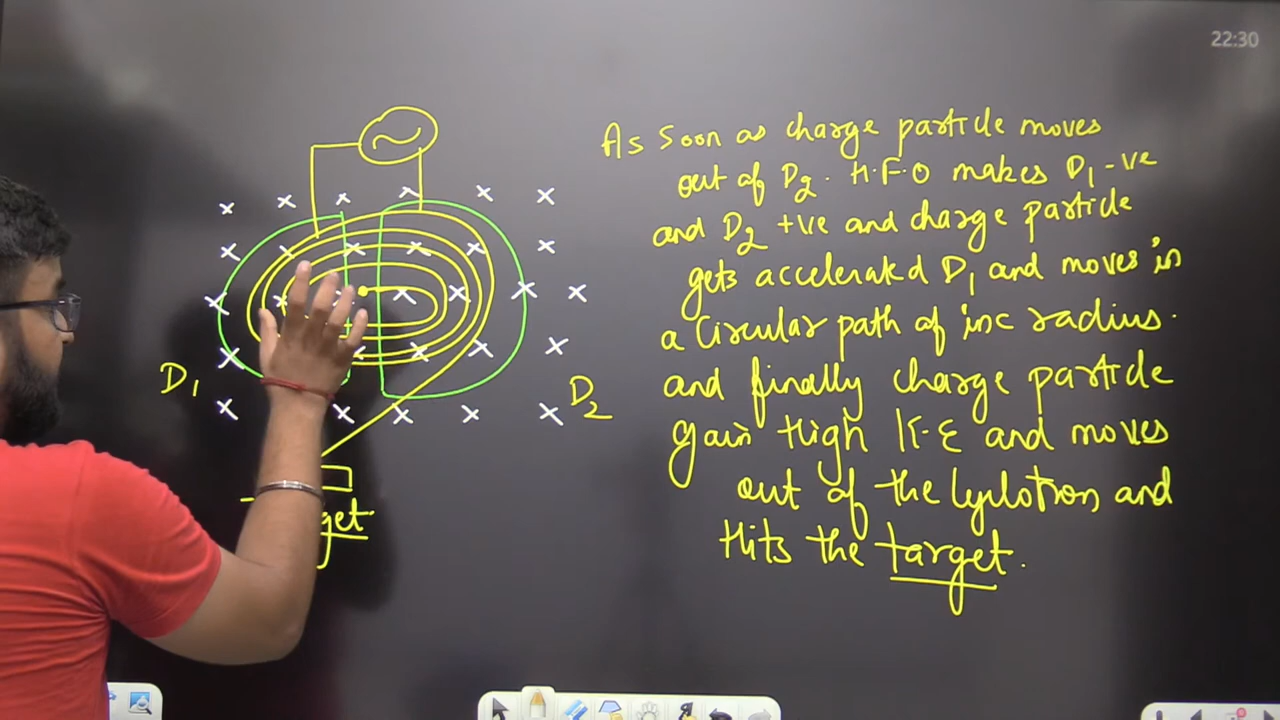 22:30
As soon as charge particle moves
out of D2. H.F.O makes D1 -ve
and D2 +ve and charge particle
gets accelerated D1 and moves in
a Circular path of inc radius.
and finally charge particle
gain High K.E and moves
out of the Cyclotron, and
Hits the target.
D1
D2